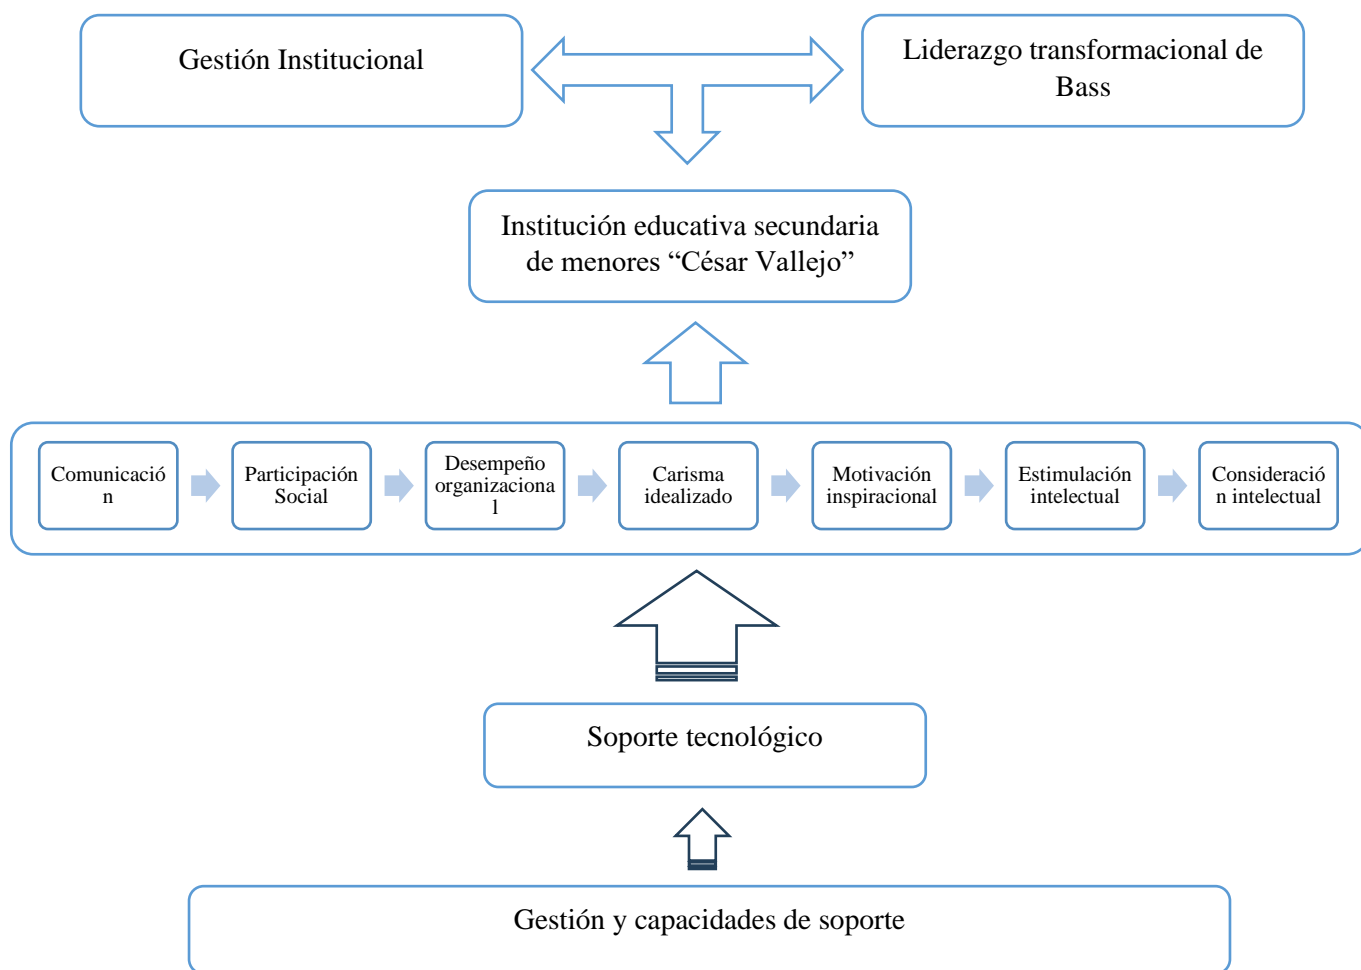 Gestión Institucional
Liderazgo transformacional de
Bass
Institución educativa secundaria
de menores “César Vallejo”
Comunicació
n
Participación
Social
Desempeño
organizaciona
l
Carisma
idealizado
Motivación
inspiracional
Estimulación
intelectual
Consideració
n intelectual
Soporte tecnológico
Gestión y capacidades de soporte